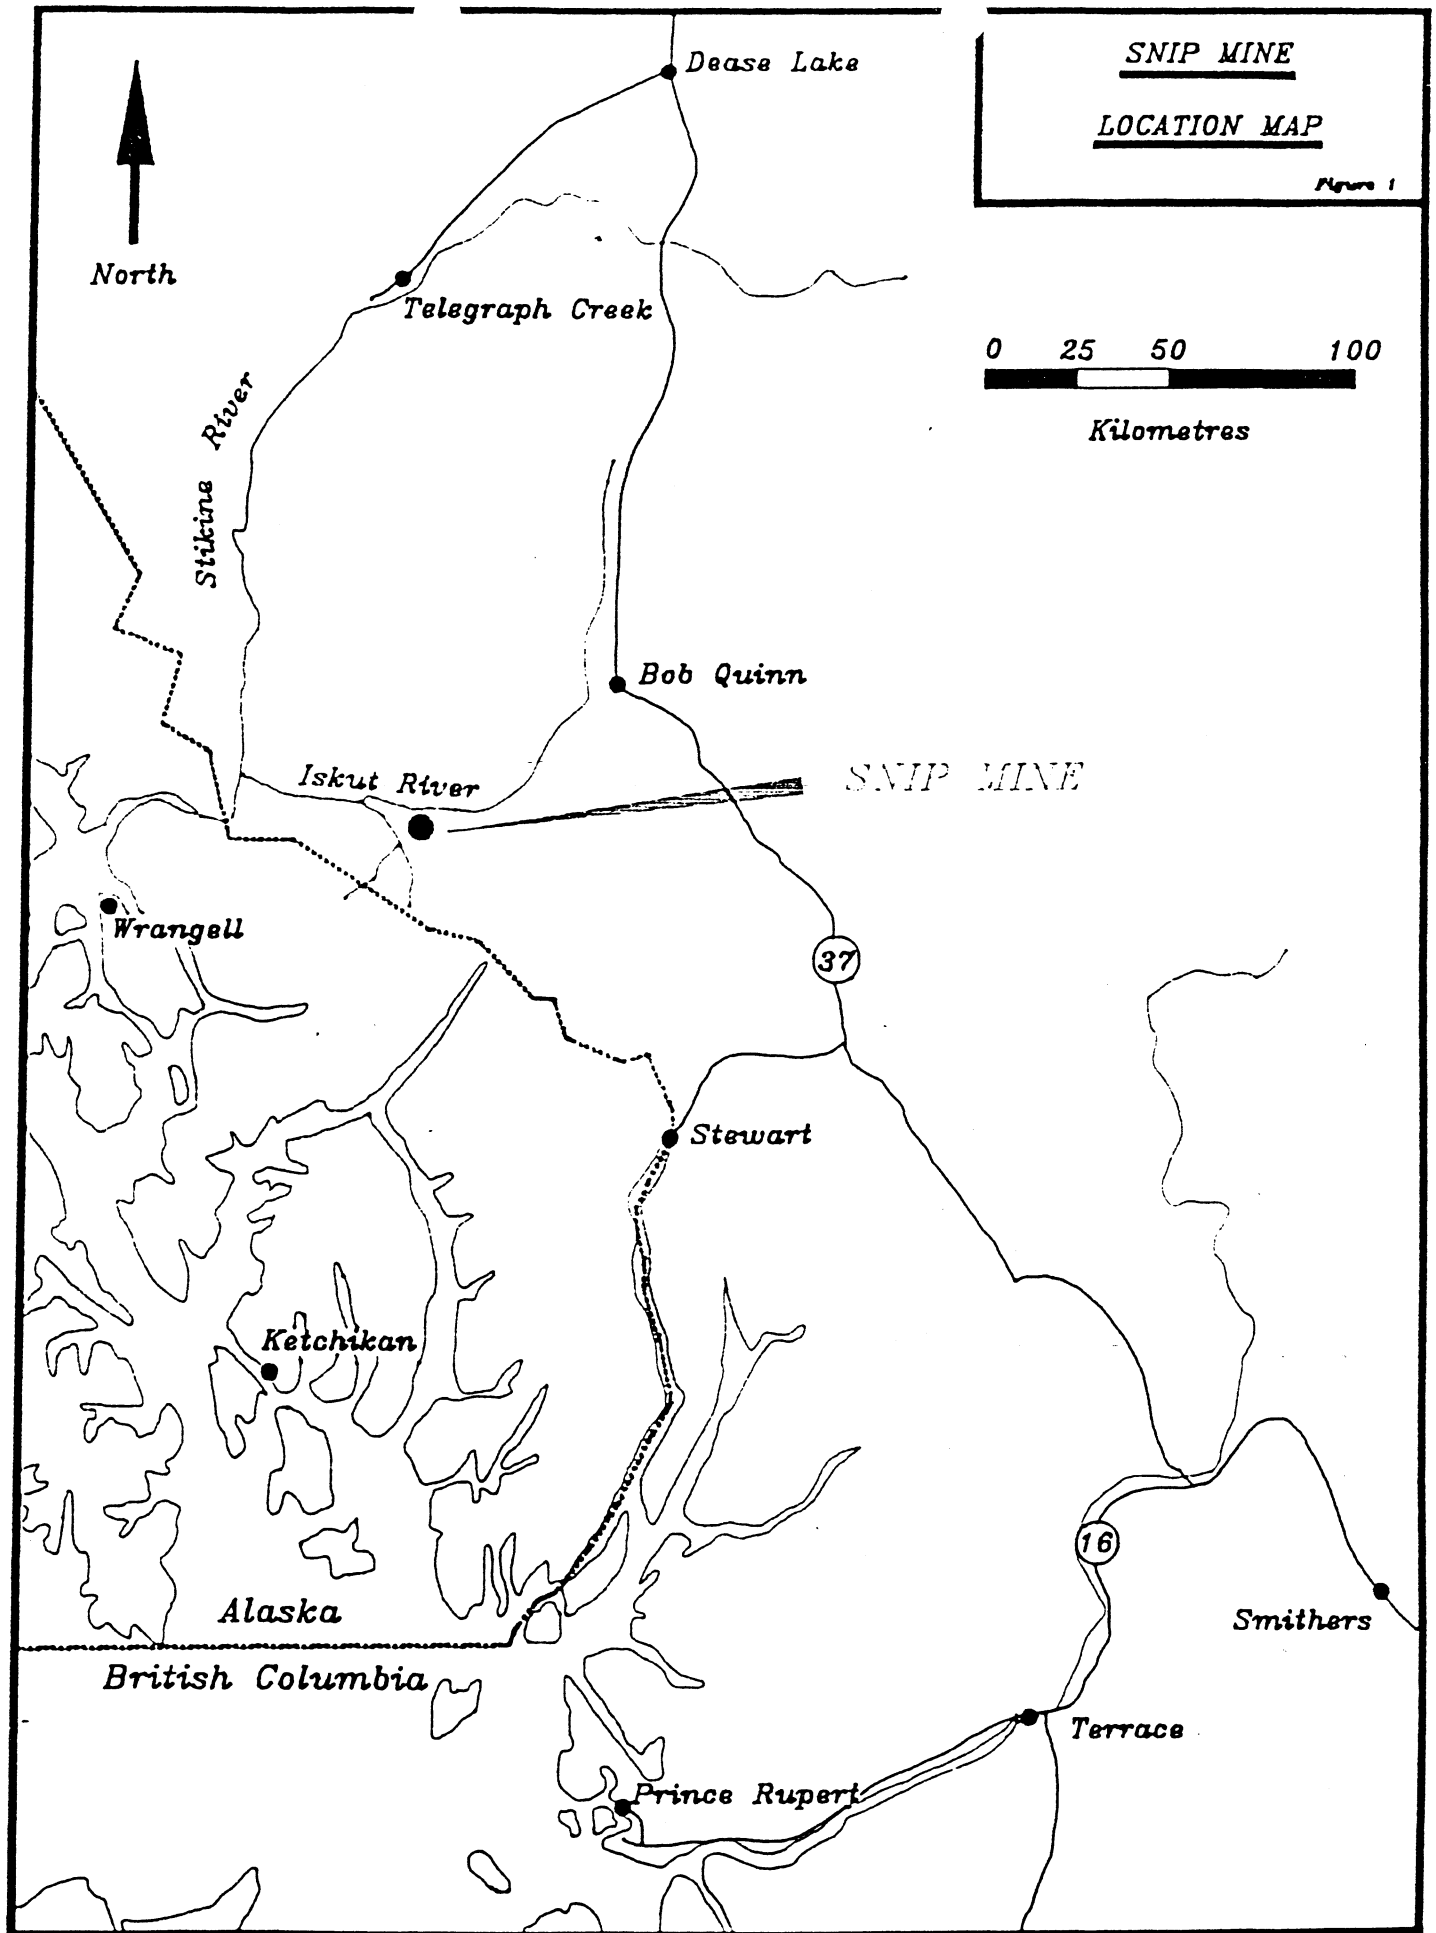 Dease Lake
SNIP MINE
LOCATION MAP
Figure 1
North
Telegraph Creek
0 25 50 100
Kilometres
Stikine River
Bob Quinn
Iskut River
SNIP MINE
Wrangell
37
Stewart
Ketchikan
16
Alaska
Smithers
British Columbia
Terrace
Prince Rupert